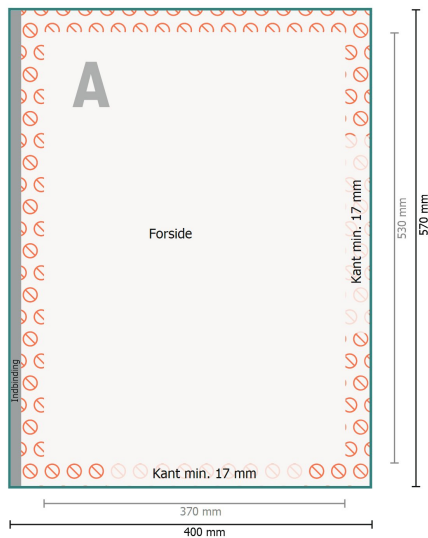 A
Forside
Kant min. 17 mm
530 mm
570 mm
Indbinding
Kant min. 17 mm
370 mm
400 mm